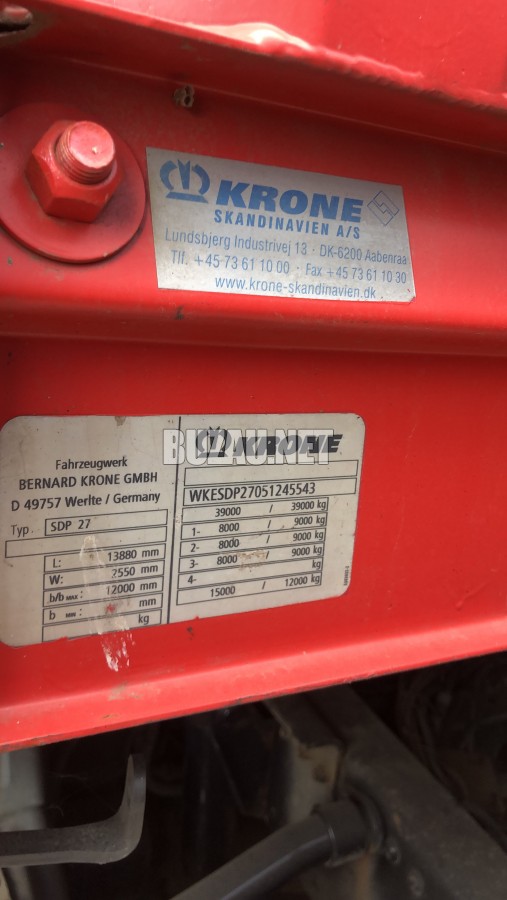 KRONE
SKANDINAVIEN A/S
Lundsbjerg Industrivej 13 · DK-6200 Aabenraa
Tlf. +45 73 61 10 00 · Fax +45 73 61 10 30
www.krone-skandinavien.dk
BUZAU.NET
Fahrzeugwerk
BERNARD KRONE GMBH
D 49757 Werlte / Germany
Typ. SDP 27
L: 13880 mm
W: 2550 mm
b/b MAX: 12000 mm
b MIN: mm
kg
KRONE
WKESDP27051245543
39000 / 39000 kg
1- 8000 / 9000 kg
2- 8000 / 9000 kg
3- 8000 / 9000 kg
4- kg
15000 / 12000 kg